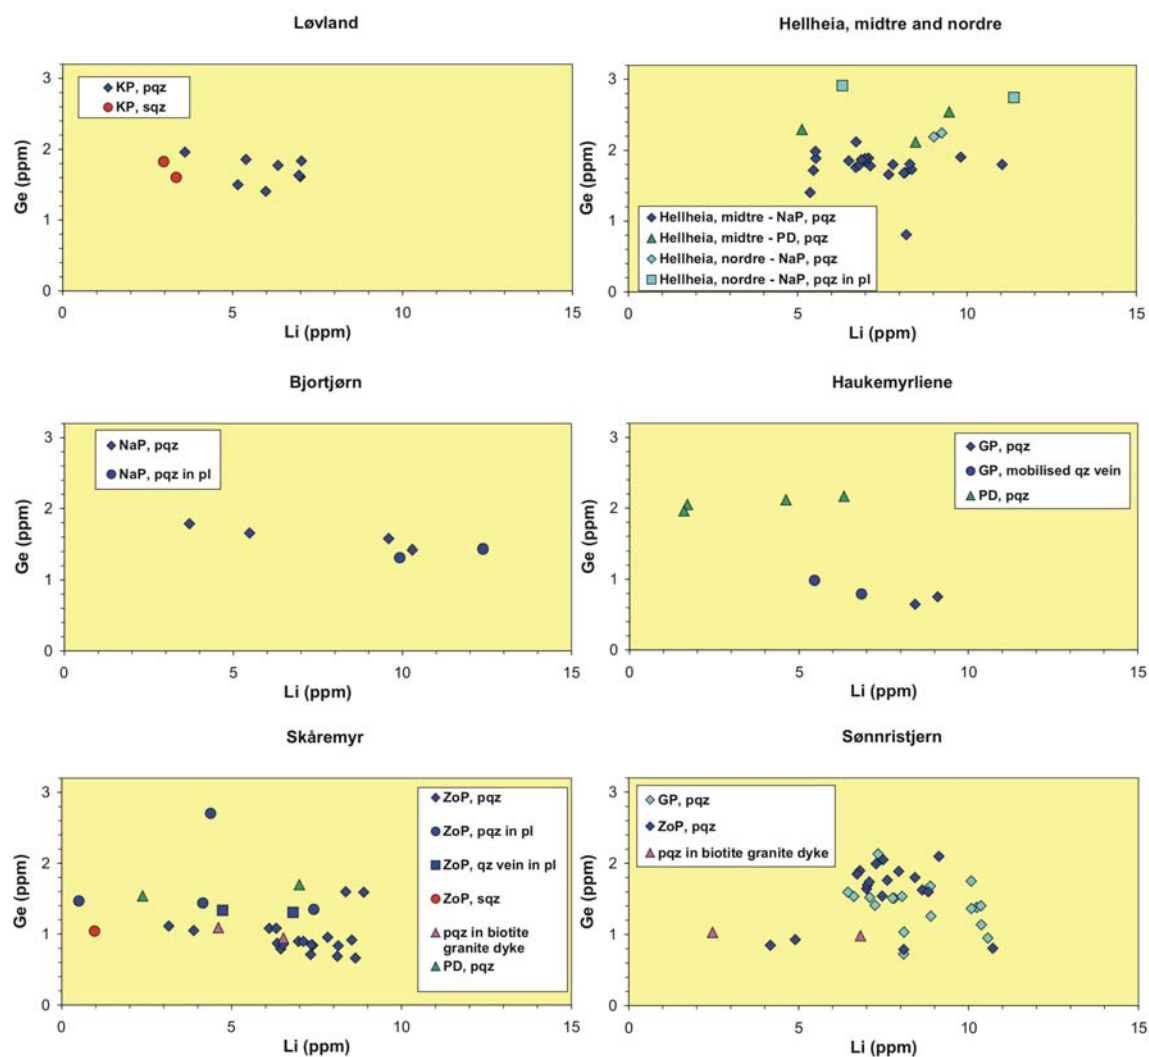 Løvland
3
KP, pqz
KP, sqz
2
1
0
Ge (ppm)
0
5
10
15
Li (ppm)
Hellheia, midtre and nordre
3
2
1
0
Ge (ppm)
Hellheia, midtre - NaP, pqz
Hellheia, midtre - PD, pqz
Hellheia, nordre - NaP, pqz
Hellheia, nordre - NaP, pqz in pl
0
5
10
15
Li (ppm)
Bjortjørn
3
NaP, pqz
NaP, pqz in pl
2
1
0
Ge (ppm)
0
5
10
15
Li (ppm)
Haukemyrliene
3
GP, pqz
GP, mobilised qz vein
PD, pqz
2
1
0
Ge (ppm)
0
5
10
15
Li (ppm)
Skåremyr
3
ZoP, pqz
ZoP, pqz in pl
ZoP, qz vein in pl
ZoP, sqz
pqz in biotite
granite dyke
PD, pqz
2
1
0
Ge (ppm)
0
5
10
15
Li (ppm)
Sønnristjern
3
GP, pqz
ZoP, pqz
pqz in biotite granite dyke
2
1
0
Ge (ppm)
0
5
10
15
Li (ppm)